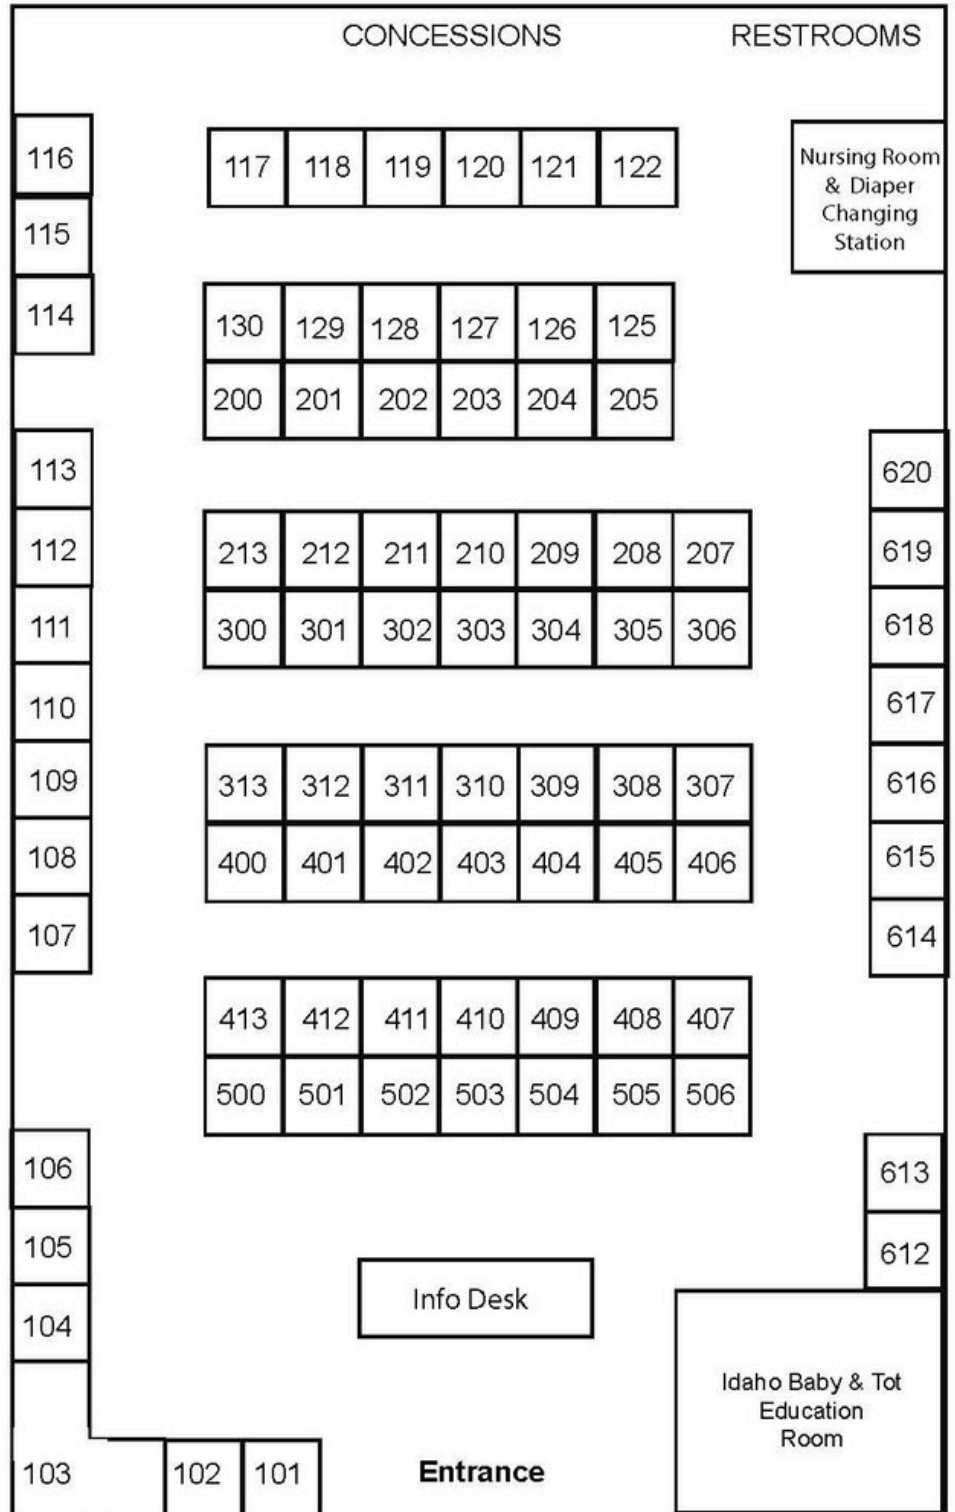 CONCESSIONS RESTROOMS
116 117 118 119 120 121 122
Nursing Room
& Diaper
Changing
Station
115
114 130 129 128 127 126 125
200 201 202 203 204 205
113 620
112 213 212 211 210 209 208 207 619
111 300 301 302 303 304 305 306 618
110 617
109 313 312 311 310 309 308 307 616
108 400 401 402 403 404 405 406 615
107 614
413 412 411 410 409 408 407
500 501 502 503 504 505 506
106 613
105 612
104 Info Desk
Idaho Baby & Tot
Education
Room
103 102 101 Entrance